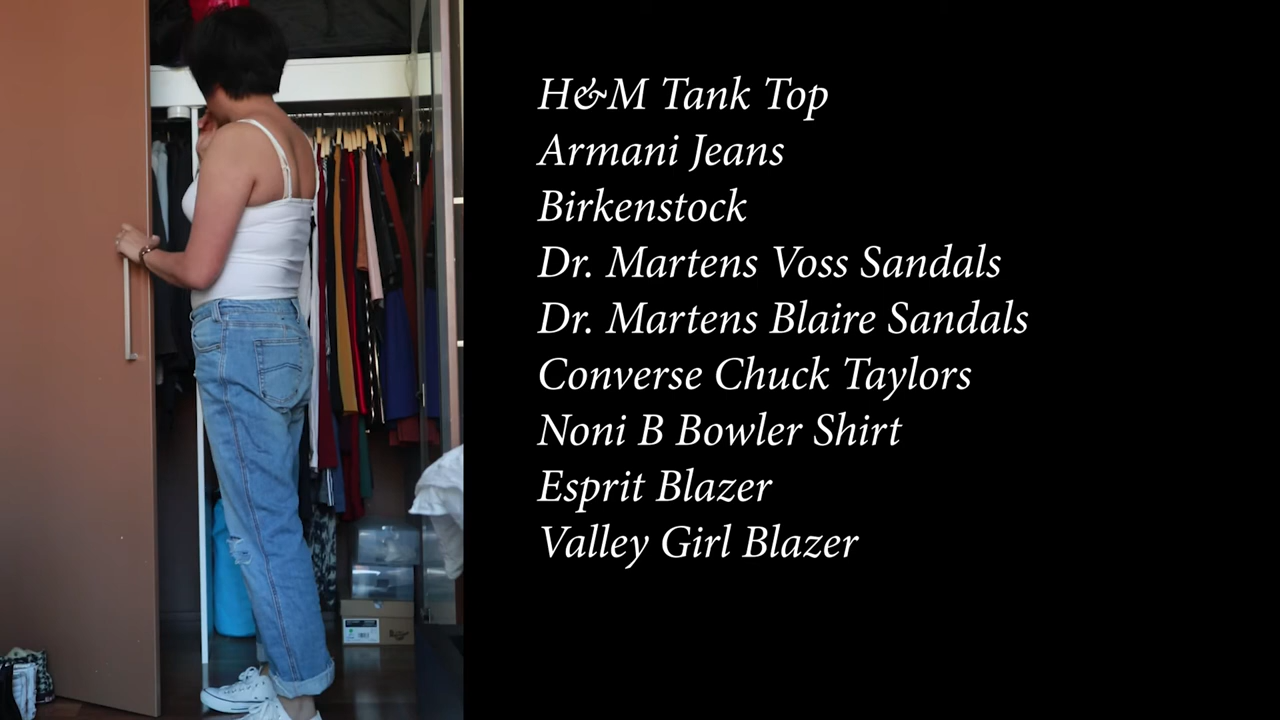 H&M Tank Top
Armani Jeans
Birkenstock
Dr. Martens Voss Sandals
Dr. Martens Blaire Sandals
Converse Chuck Taylors
Noni B Bowler Shirt
Esprit Blazer
Valley Girl Blazer